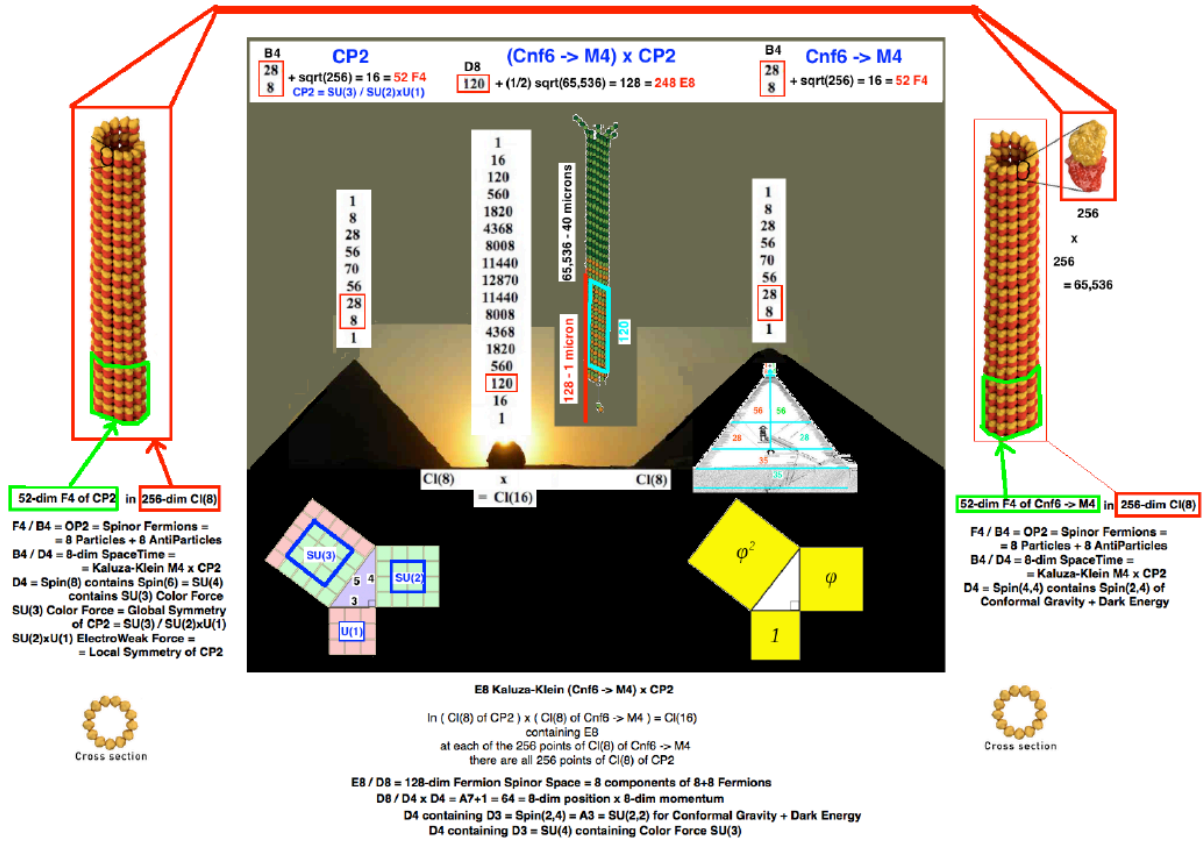 B4
28
8
+ sqrt(256) = 16 = 52 F4
CP2
CP2 = SU(3) / SU(2)xU(1)
(Cnf6 -> M4) x CP2
D8
120
+ (1/2) sqrt(65,536) = 128 = 248 E8
B4
28
8
+ sqrt(256) = 16 = 52 F4
Cnf6 -> M4
1
8
28
56
70
56
28
8
1
1
16
120
560
1820
4368
8008
11440
12870
11440
8008
4368
1820
560
120
16
1
65,536 - 40 microns
128 - 1 micron
120
1
8
28
56
70
56
28
8
1
256
x
256
= 65,536
56 56
28 28
35
35
Cl(8) x Cl(8)
= Cl(16)
52-dim F4 of CP2 in 256-dim Cl(8)
F4 / B4 = OP2 = Spinor Fermions =
= 8 Particles + 8 AntiParticles
B4 / D4 = 8-dim SpaceTime =
= Kaluza-Klein M4 x CP2
D4 = Spin(8) contains Spin(6) = SU(4)
contains SU(3) Color Force
SU(3) Color Force = Global Symmetry
of CP2 = SU(3) / SU(2)xU(1)
SU(2)xU(1) ElectroWeak Force =
= Local Symmetry of CP2
Cross section
SU(3)
5 4
3
SU(2)
U(1)
φ²
φ
1
52-dim F4 of Cnf6 -> M4 in 256-dim Cl(8)
F4 / B4 = OP2 = Spinor Fermions =
= 8 Particles + 8 AntiParticles
B4 / D4 = 8-dim SpaceTime =
= Kaluza-Klein M4 x CP2
D4 = Spin(4,4) contains Spin(2,4) of
Conformal Gravity + Dark Energy
Cross section
E8 Kaluza-Klein (Cnf6 -> M4) x CP2
In ( Cl(8) of CP2 ) x ( Cl(8) of Cnf6 -> M4 ) = Cl(16)
containing E8
at each of the 256 points of Cl(8) of Cnf6 -> M4
there are all 256 points of Cl(8) of CP2
E8 / D8 = 128-dim Fermion Spinor Space = 8 components of 8+8 Fermions
D8 / D4 x D4 = A7+1 = 64 = 8-dim position x 8-dim momentum
D4 containing D3 = Spin(2,4) = A3 = SU(2,2) for Conformal Gravity + Dark Energy
D4 containing D3 = SU(4) containing Color Force SU(3)